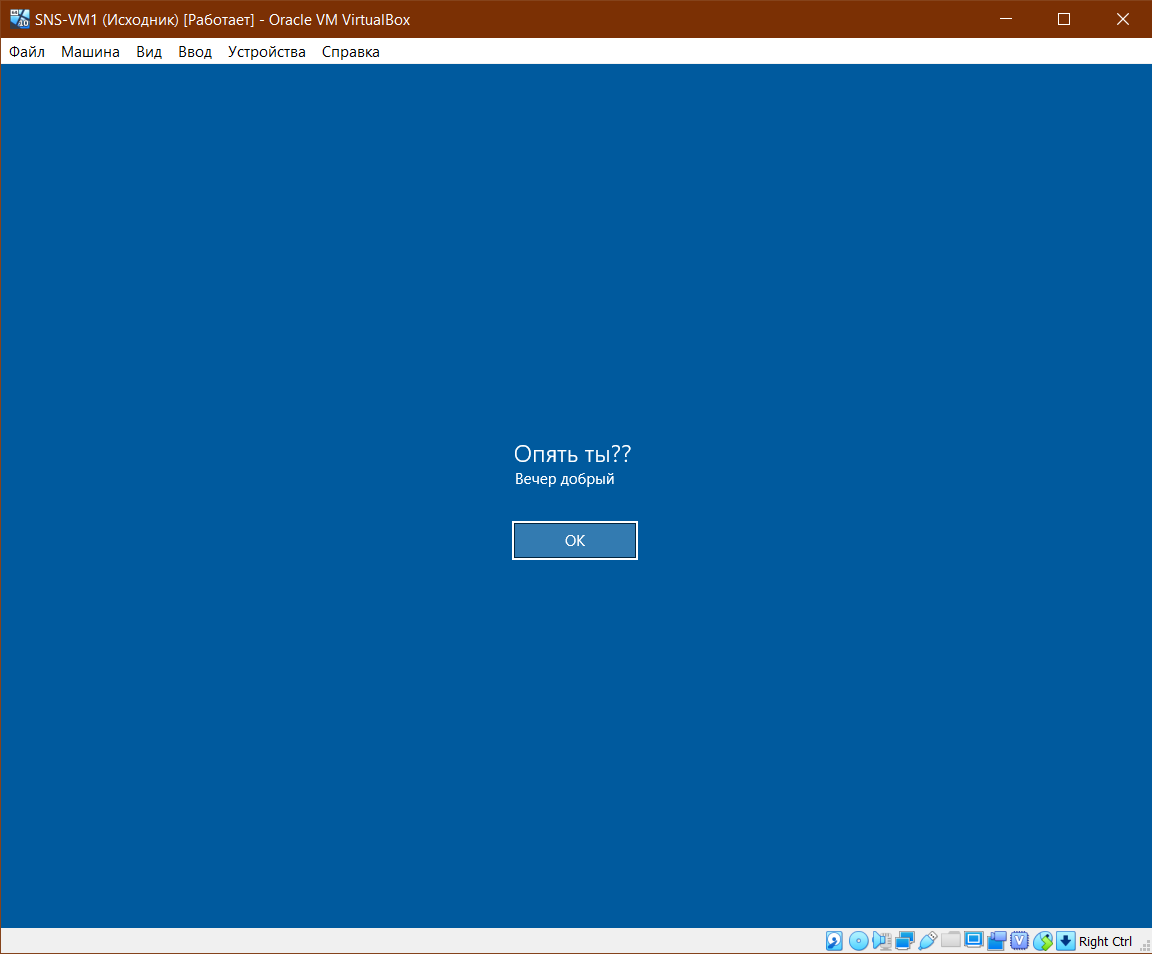 SNS-VM1 (Исходник) [Работает] - Oracle VM VirtualBox
Файл Машина Вид Ввод Устройства Справка
Опять ты??
Вечер добрый
OK
Right Ctrl